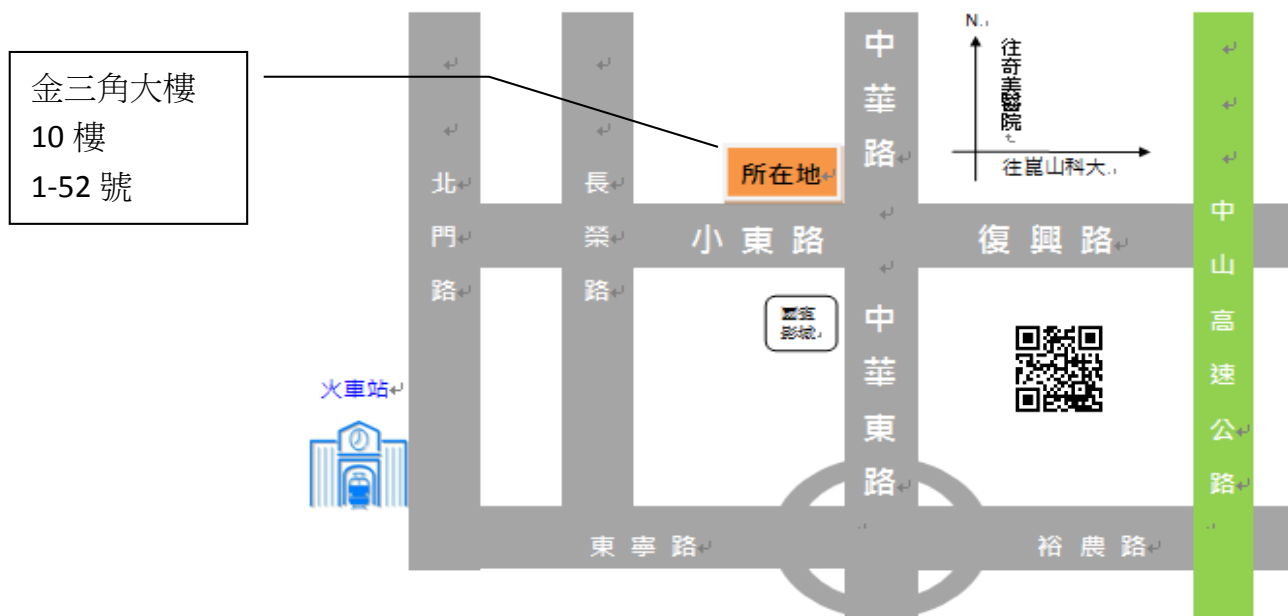 金三角大樓
10 樓
1-52 號
北門路
長榮路
中華路
N
往奇美醫院
往崑山科大
所在地
小東路
復興路
中山高速公路
影城
中華東路
火車站
東寧路
裕農路